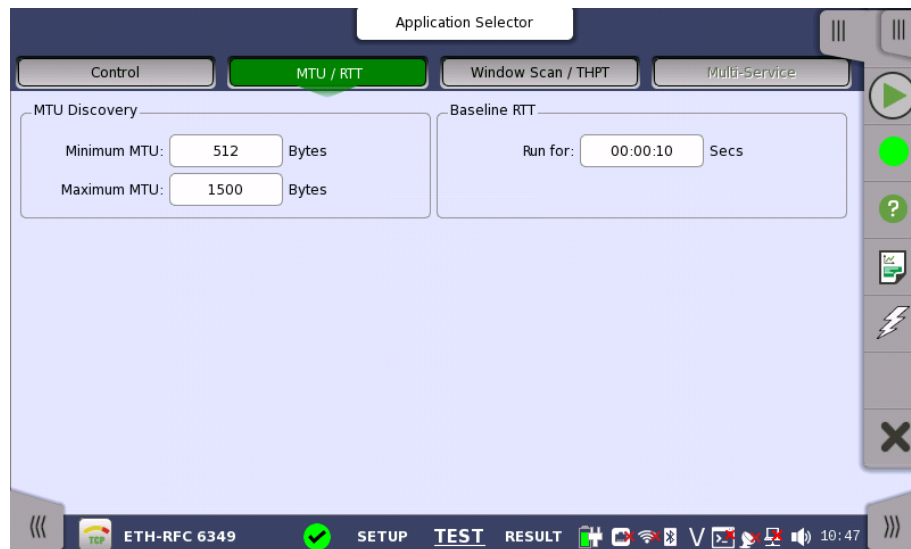 Application Selector
Control MTU / RTT Window Scan / THPT Multi-Service
MTU Discovery Baseline RTT
Minimum MTU: 512 Bytes Run for: 00:00:10 Secs
Maximum MTU: 1500 Bytes
TCP ETH-RFC 6349 SETUP TEST RESULT V 10:47